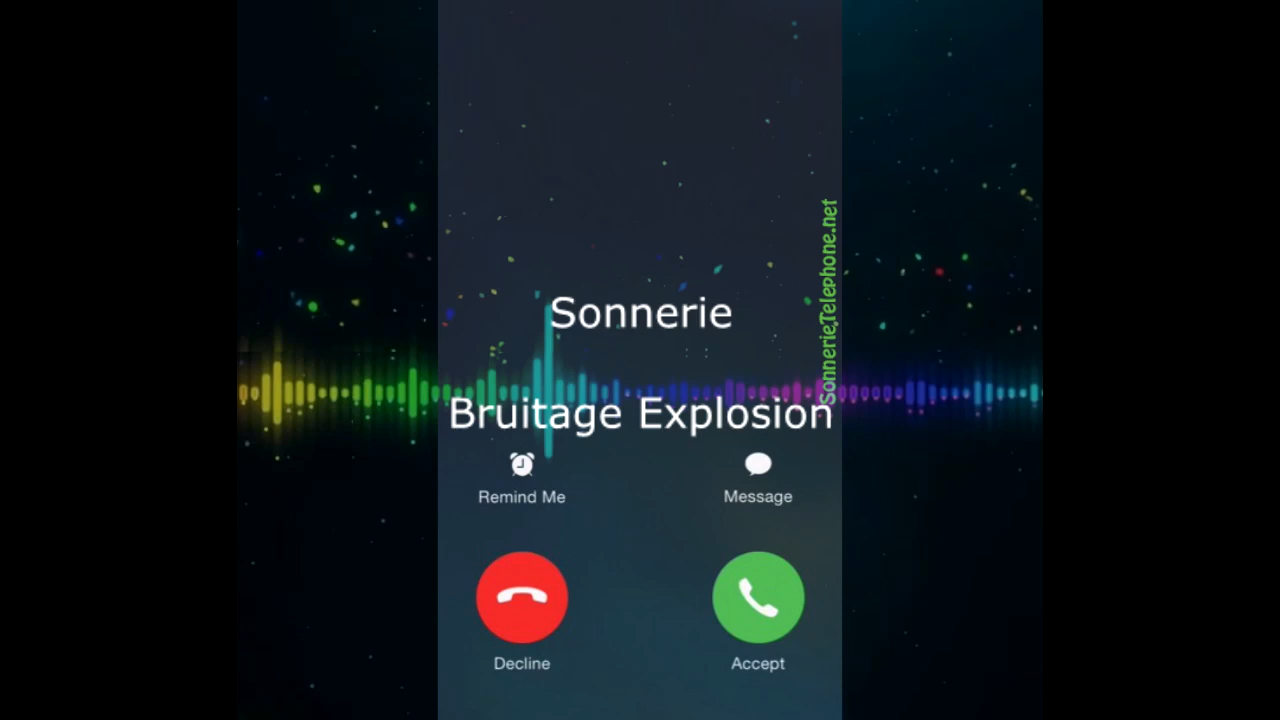 Sonnerie
SonnerieTelephone.net
Bruitage Explosion
Remind Me
Message
Decline
Accept